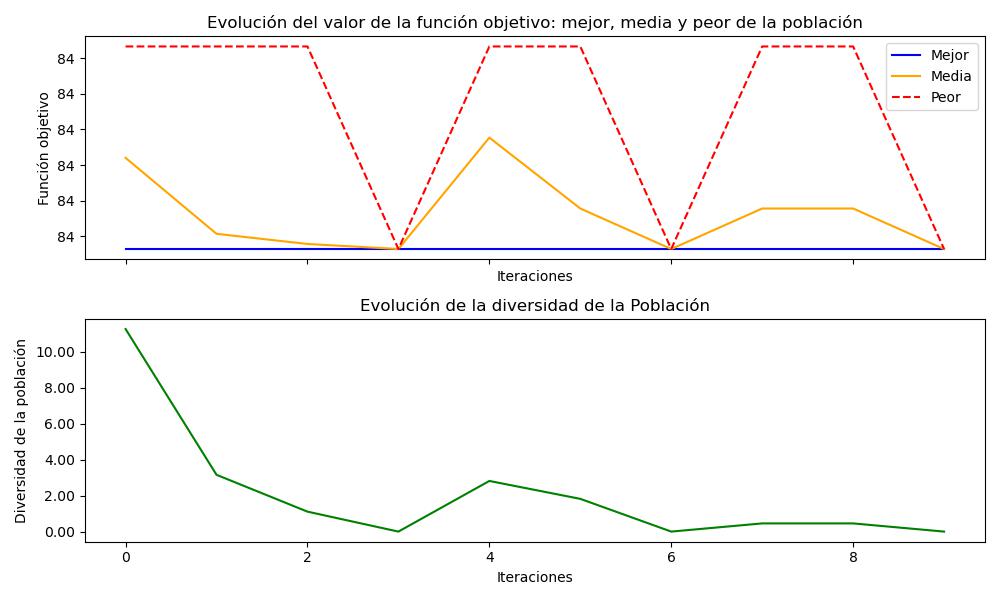 Evolución del valor de la función objetivo: mejor, media y peor de la población
84
84
84
84
84
84
Función objetivo
Mejor
Media
Peor
Iteraciones
Evolución de la diversidad de la Población
10.00
8.00
6.00
4.00
2.00
0.00
Diversidad de la población
0 2 4 6 8
Iteraciones